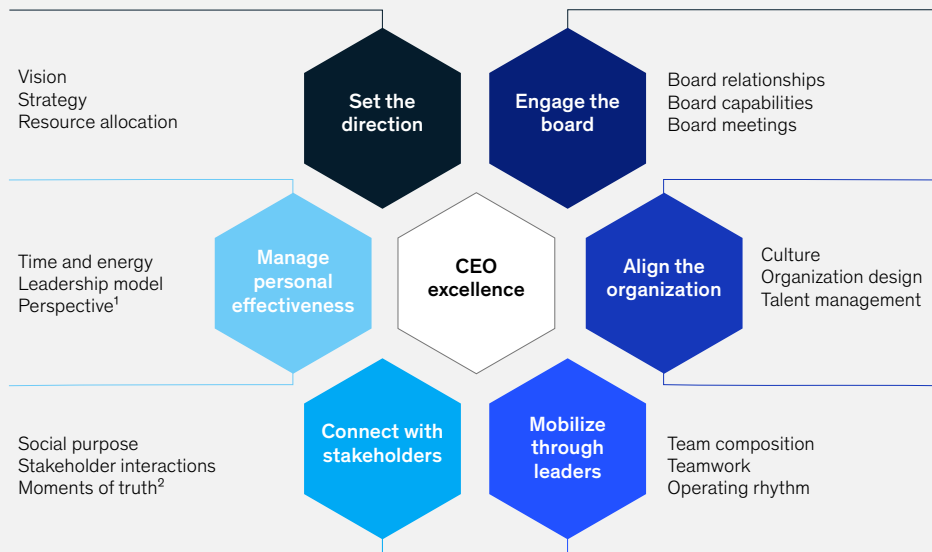 Vision
Strategy
Resource allocation
Set the
direction
Engage the
board
Board relationships
Board capabilities
Board meetings
Time and energy
Leadership model
Perspective¹
Manage
personal
effectiveness
CEO
excellence
Align the
organization
Culture
Organization design
Talent management
Social purpose
Stakeholder interactions
Moments of truth²
Connect with
stakeholders
Mobilize
through
leaders
Team composition
Teamwork
Operating rhythm